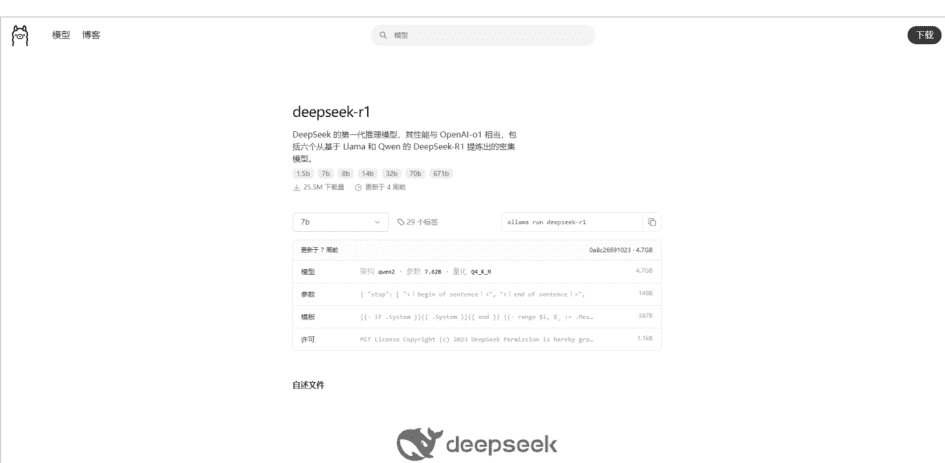 模型 博客
模型
下载
deepseek-r1
DeepSeek 的第一代推理模型，其性能与 OpenAI-o1 相当，包
括六个从基于 Llama 和 Qwen 的 DeepSeek-R1 提炼出的密集
模型。
1.5b 7b 8b 14b 32b 70b 671b
25.5M 下载量 更新于 4 周前
7b 29 个标签 ollama run deepseek-r1
更新于 7 周前 0a8c26691023 · 4.7GB
模型 架构 qwen2 · 参数 7.62B · 量化 Q4_K_M 4.7GB
参数 { "stop": [ "<｜begin of sentence｜>", "<｜end of sentence｜>", 148B
模板 {{- if .System }}{{ .System }}{{ end }} {{- range $i, $_ := .Mes… 387B
许可 MIT License Copyright (c) 2023 DeepSeek Permission is hereby gra… 1.1kB
自述文件
deepseek